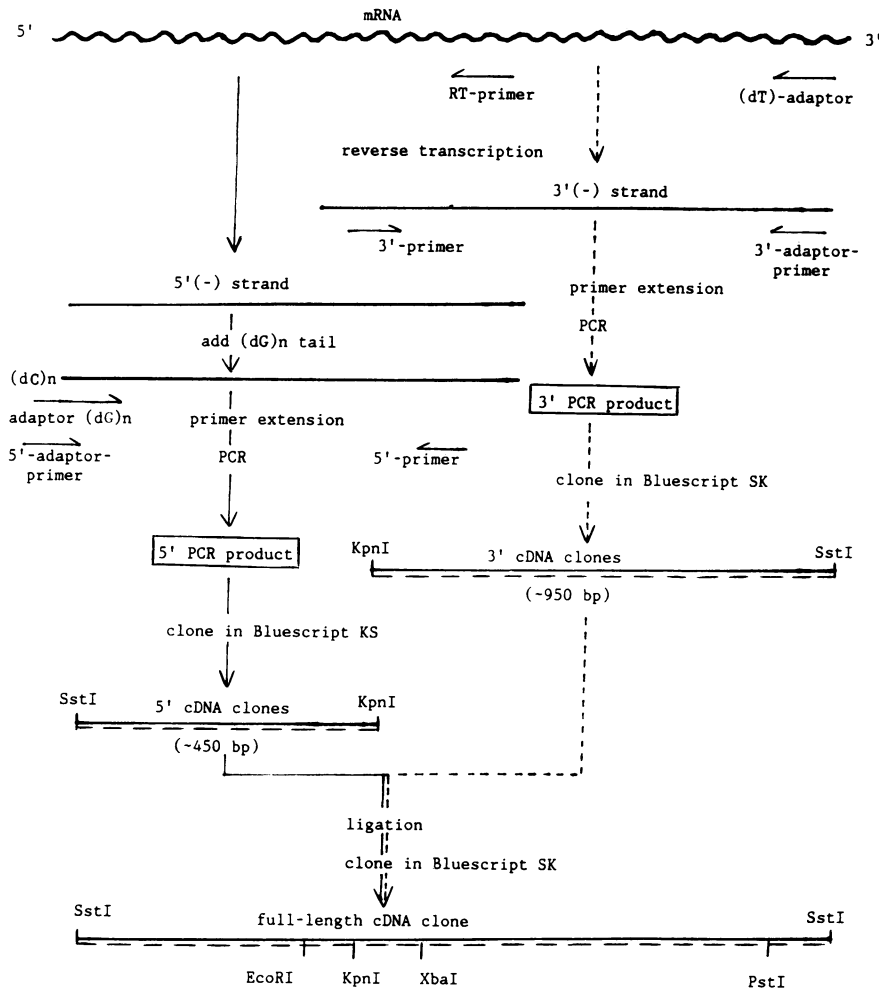 mRNA
5' 3'
RT-primer
(dT)-adaptor
reverse transcription
3'(-) strand
3'-primer
3'-adaptor-
primer
5'(-) strand
primer extension
PCR
add (dG)n tail
(dC)n
3' PCR product
adaptor (dG)n
primer extension
5'-adaptor-
primer
PCR
5'-primer
clone in Bluescript SK
5' PCR product
KpnI
3' cDNA clones
SstI
(~950 bp)
clone in Bluescript KS
SstI
5' cDNA clones
KpnI
(~450 bp)
ligation
clone in Bluescript SK
SstI
full-length cDNA clone
SstI
EcoRI
KpnI
XbaI
PstI